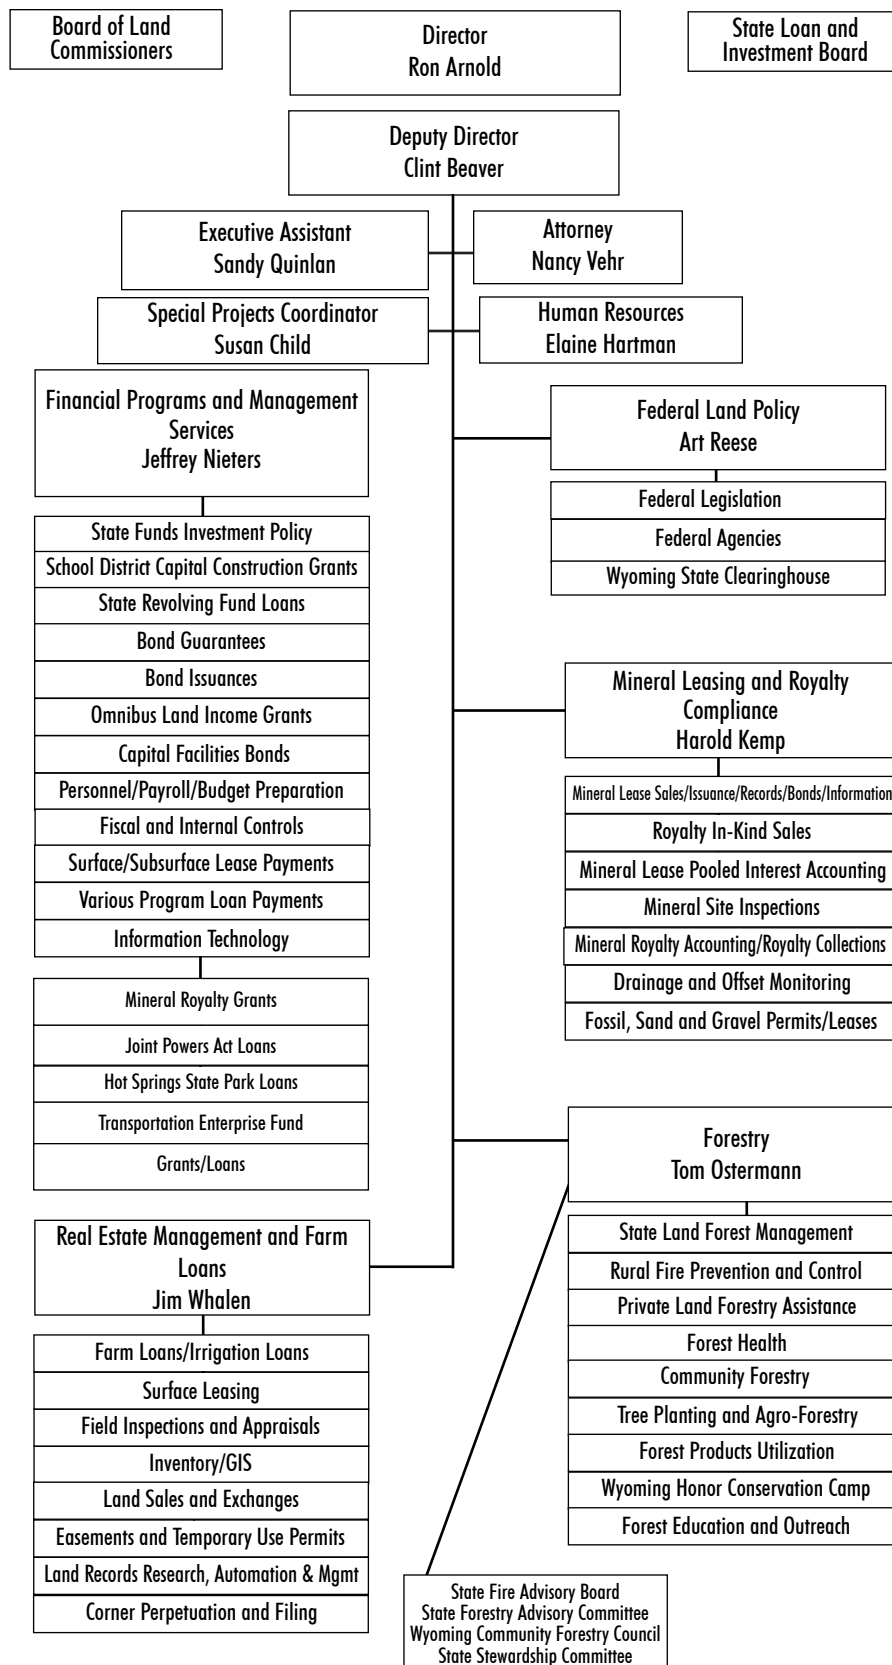 Board of Land
Commissioners
Director
Ron Arnold
State Loan and
Investment Board
Deputy Director
Clint Beaver
Executive Assistant
Sandy Quinlan
Attorney
Nancy Vehr
Special Projects Coordinator
Susan Child
Human Resources
Elaine Hartman
Financial Programs and Management
Services
Jeffrey Nieters
State Funds Investment Policy
School District Capital Construction Grants
State Revolving Fund Loans
Bond Guarantees
Bond Issuances
Omnibus Land Income Grants
Capital Facilities Bonds
Personnel/Payroll/Budget Preparation
Fiscal and Internal Controls
Surface/Subsurface Lease Payments
Various Program Loan Payments
Information Technology
Mineral Royalty Grants
Joint Powers Act Loans
Hot Springs State Park Loans
Transportation Enterprise Fund
Grants/Loans
Real Estate Management and Farm
Loans
Jim Whalen
Farm Loans/Irrigation Loans
Surface Leasing
Field Inspections and Appraisals
Inventory/GIS
Land Sales and Exchanges
Easements and Temporary Use Permits
Land Records Research, Automation & Mgmt
Corner Perpetuation and Filing
Federal Land Policy
Art Reese
Federal Legislation
Federal Agencies
Wyoming State Clearinghouse
Mineral Leasing and Royalty
Compliance
Harold Kemp
Mineral Lease Sales/Issuance/Records/Bonds/Information
Royalty In-Kind Sales
Mineral Lease Pooled Interest Accounting
Mineral Site Inspections
Mineral Royalty Accounting/Royalty Collections
Drainage and Offset Monitoring
Fossil, Sand and Gravel Permits/Leases
Forestry
Tom Ostermann
State Land Forest Management
Rural Fire Prevention and Control
Private Land Forestry Assistance
Forest Health
Community Forestry
Tree Planting and Agro-Forestry
Forest Products Utilization
Wyoming Honor Conservation Camp
Forest Education and Outreach
State Fire Advisory Board
State Forestry Advisory Committee
Wyoming Community Forestry Council
State Stewardship Committee